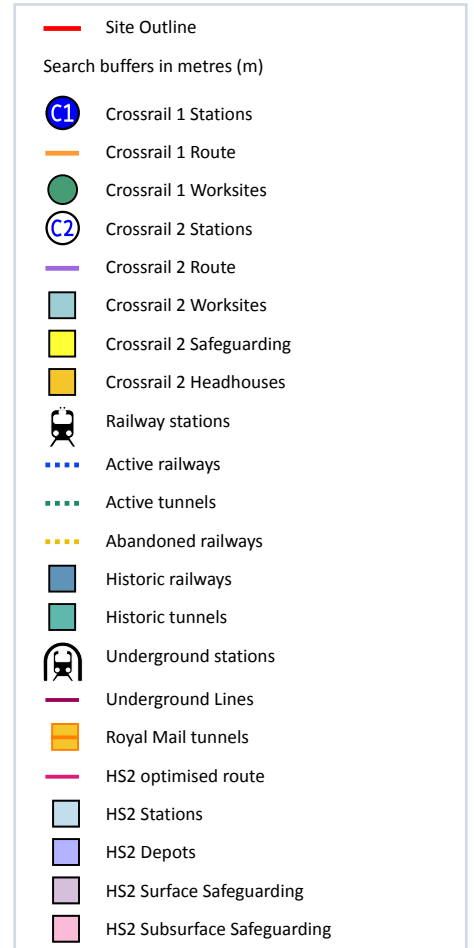 Site Outline
Search buffers in metres (m)
C1 Crossrail 1 Stations
Crossrail 1 Route
Crossrail 1 Worksites
C2 Crossrail 2 Stations
Crossrail 2 Route
Crossrail 2 Worksites
Crossrail 2 Safeguarding
Crossrail 2 Headhouses
Railway stations
Active railways
Active tunnels
Abandoned railways
Historic railways
Historic tunnels
Underground stations
Underground Lines
Royal Mail tunnels
HS2 optimised route
HS2 Stations
HS2 Depots
HS2 Surface Safeguarding
HS2 Subsurface Safeguarding